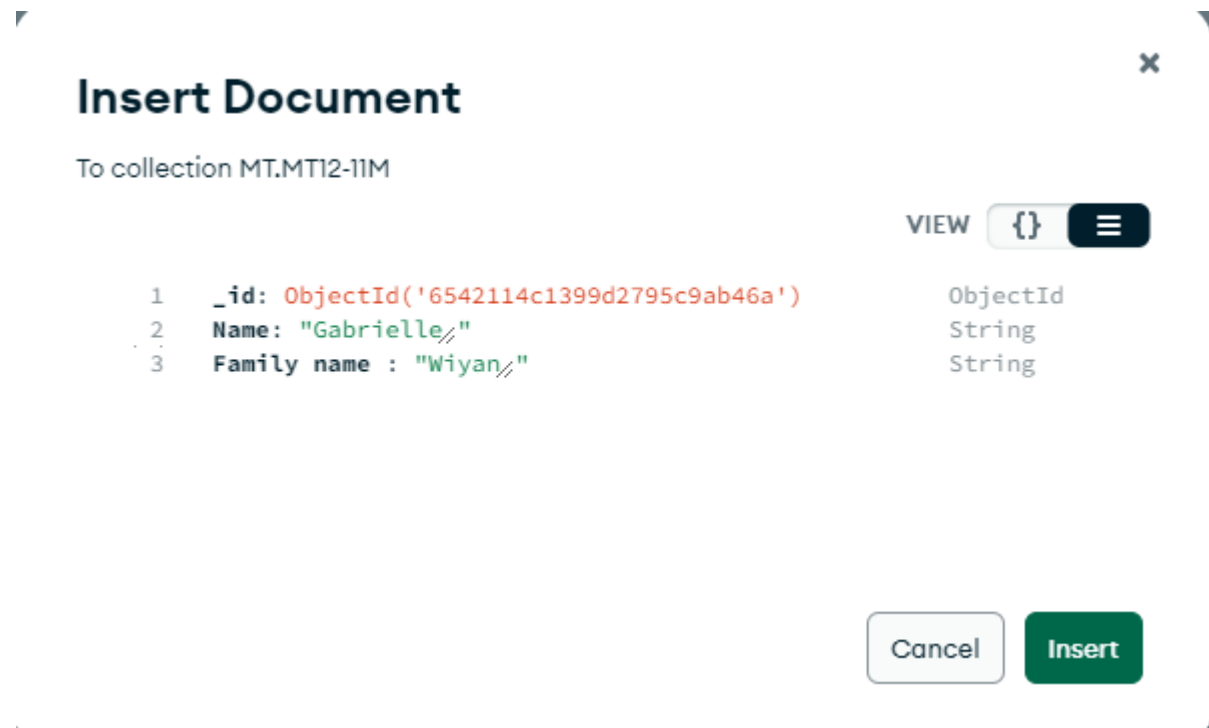 Insert Document
To collection MT.MT12-11M
VIEW {}
1 _id: ObjectId('6542114c1399d2795c9ab46a') ObjectId
2 Name: "Gabrielle" String
3 Family name : "Wiyan" String
Cancel Insert